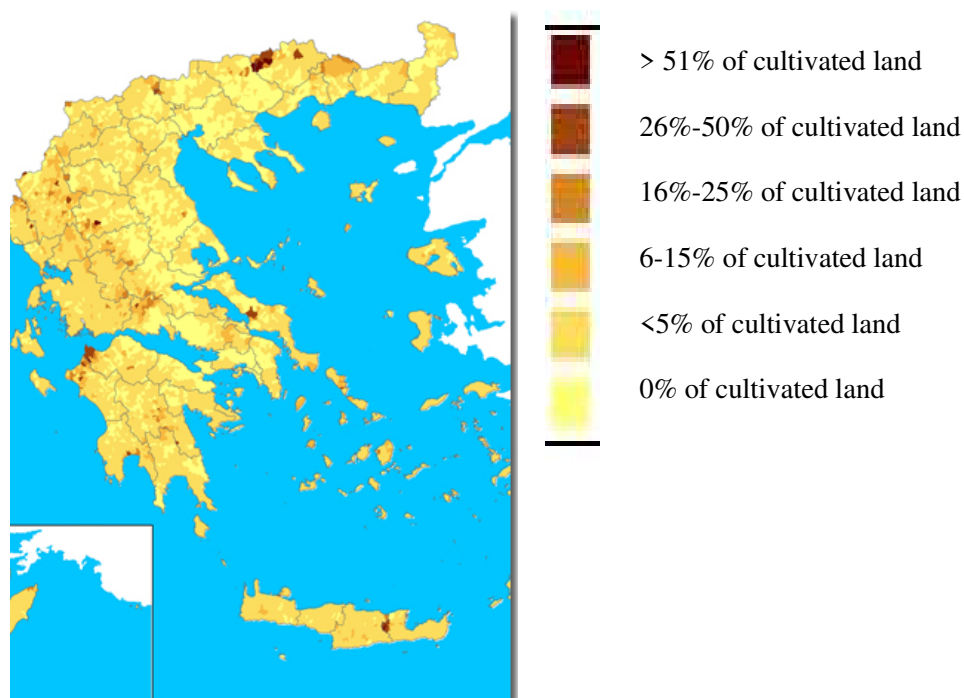 > 51% of cultivated land
26%-50% of cultivated land
16%-25% of cultivated land
6-15% of cultivated land
<5% of cultivated land
0% of cultivated land